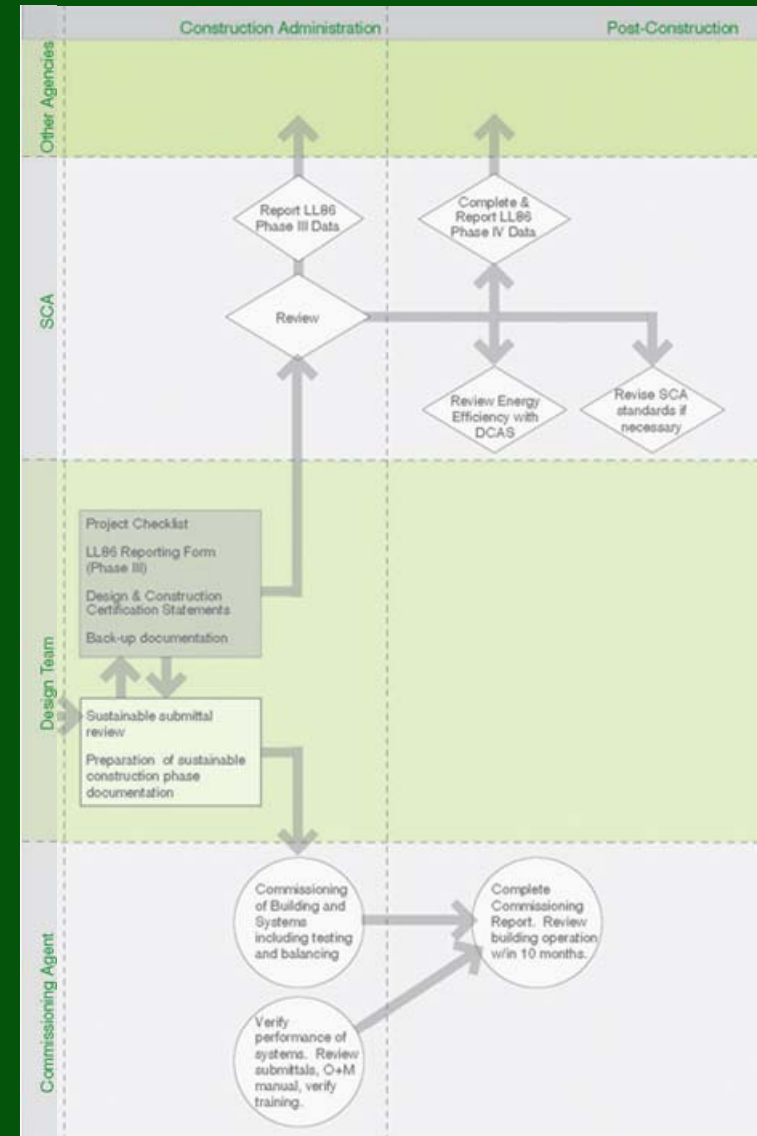 Construction Administration
Post-Construction
Other Agencies
SCA
Report LL86
Phase III Data
Complete &
Report LL86
Phase IV Data
Review
Review Energy
Efficiency with
DCAS
Revise SCA
standards if
necessary
Design Team
Project Checklist
LL86 Reporting Form
(Phase III)
Design & Construction
Certification Statements
Back-up documentation
Sustainable submittal
review
Preparation of sustainable
construction phase
documentation
Commissioning Agent
Commissioning
of Building and
Systems
including testing
and balancing
Complete
Commissioning
Report. Review
building operation
w/in 10 months.
Verify
performance of
systems. Review
submittals, O+M
manual, verify
training.